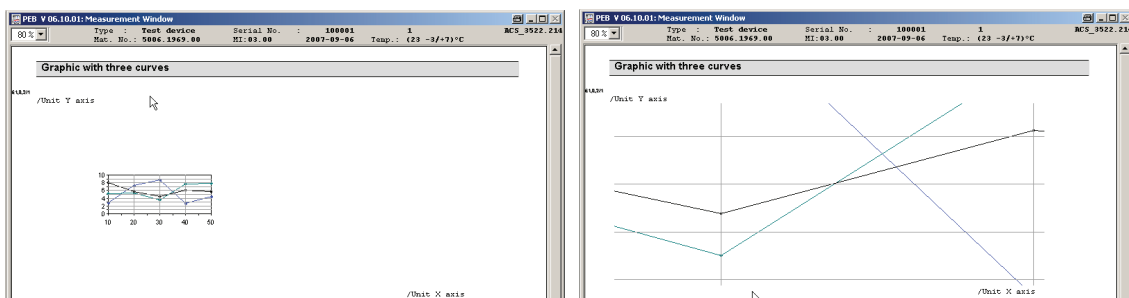 PEB V 06.10.01: Measurement Window
80 %
Type : Test device Serial No. : 100001 1 RCS_3522.214
Mat. No.: 5006.1969.00 MI:03.00 2007-09-06 Temp.: (23 -3/+7)°C
Graphic with three curves
/Unit Y axis
10
8
6
4
2
0
10 20 30 40 50
/Unit X axis
PEB V 06.10.01: Measurement Window
80 %
Type : Test device Serial No. : 100001 1 RCS_3522.214
Mat. No.: 5006.1969.00 MI:03.00 2007-09-06 Temp.: (23 -3/+7)°C
Graphic with three curves
/Unit Y axis
/Unit X axis